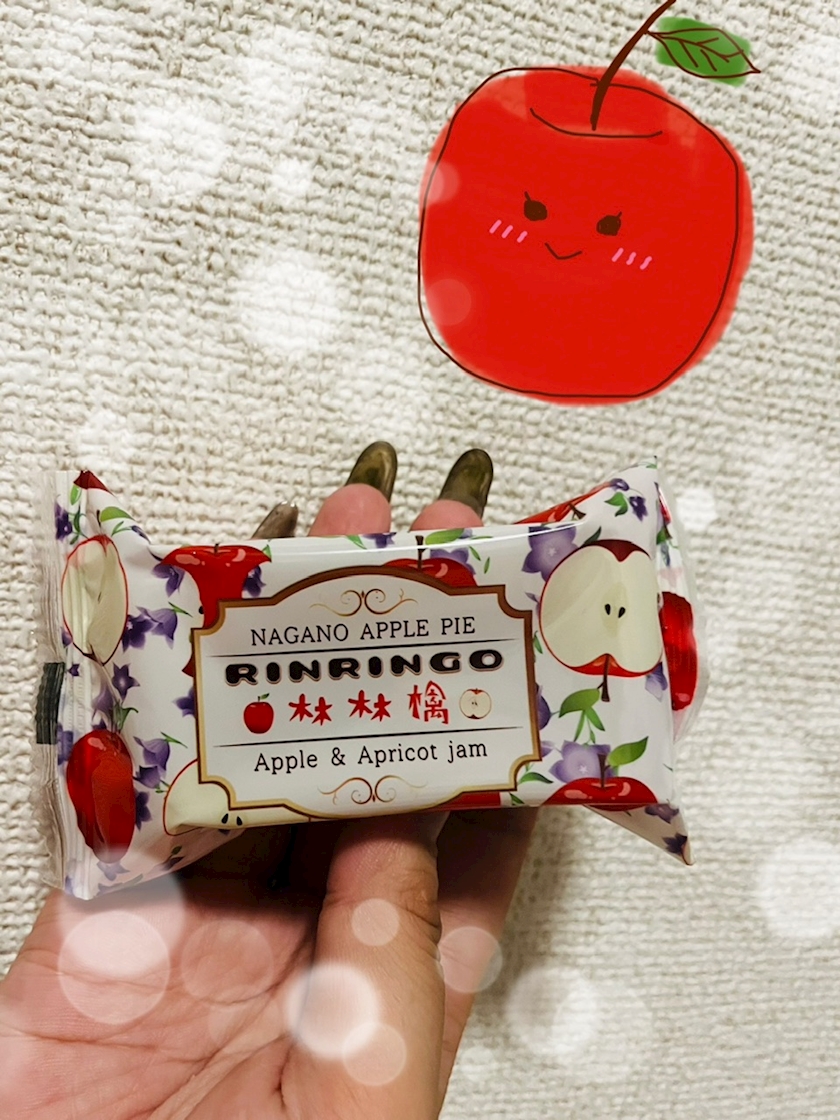 NAGANO APPLE PIE
RINRINGO
林林檎
Apple & Apricot jam